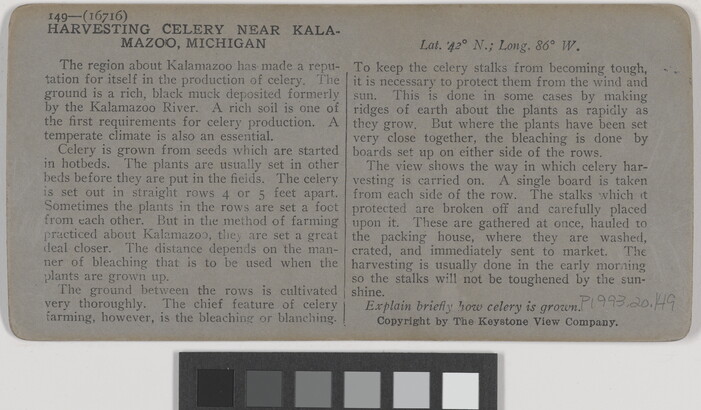 149—(16716)
HARVESTING CELERY NEAR KALA-
MAZOO, MICHIGAN
The region about Kalamazoo has made a repu-
tation for itself in the production of celery. The
ground is a rich, black muck deposited formerly
by the Kalamazoo River. A rich soil is one of
the first requirements for celery production. A
temperate climate is also an essential.
Celery is grown from seeds which are started
in hotbeds. The plants are usually set in other
beds before they are put in the fields. The celery
is set out in straight rows 4 or 5 feet apart.
Sometimes the plants in the rows are set a foot
from each other. But in the method of farming
practiced about Kalamazoo, they are set a great
deal closer. The distance depends on the man-
ner of bleaching that is to be used when the
plants are grown up.
The ground between the rows is cultivated
very thoroughly. The chief feature of celery
farming, however, is the bleaching or blanching.
Lat. 42° N.; Long. 86° W.
To keep the celery stalks from becoming tough,
it is necessary to protect them from the wind and
sun. This is done in some cases by making
ridges of earth about the plants as rapidly as
they grow. But where the plants have been set
very close together, the bleaching is done by
boards set up on either side of the rows.
The view shows the way in which celery har-
vesting is carried on. A single board is taken
from each side of the row. The stalks which it
protected are broken off and carefully placed
upon it. These are gathered at once, hauled to
the packing house, where they are washed,
crated, and immediately sent to market. The
harvesting is usually done in the early morning
so the stalks will not be toughened by the sun-
shine.
Explain briefly how celery is grown.
P1993.20.149
Copyright by The Keystone View Company.